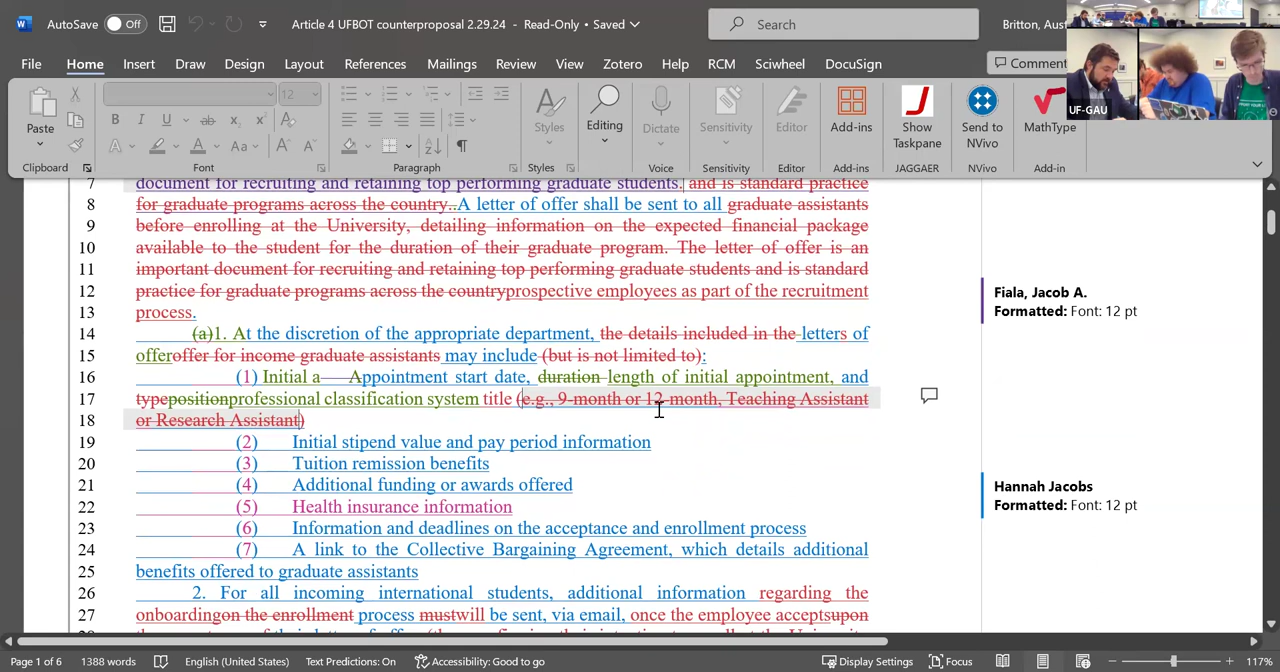 AutoSave Off Article 4 UFBOT counterproposal 2.29.24 - Read-Only • Saved Search Britton, Aust
File Home Insert Draw Design Layout References Mailings Review View Zotero Help RCM Sciwheel DocuSign Comment
UF-GAU
12
B I U ab x₂ x² A
A A Aa A A
Paste Styles Editing Dictate Sensitivity Editor Add-ins Show Taskpane Send to NVivo MathType
Clipboard Font Paragraph Styles Voice Sensitivity Editor Add-ins JAGGAER NVivo Add-in
7 document for recruiting and retaining top performing graduate students. and is standard practice
8 for graduate programs across the country..A letter of offer shall be sent to all graduate assistants
9 before enrolling at the University, detailing information on the expected financial package
10 available to the student for the duration of their graduate program. The letter of offer is an
11 important document for recruiting and retaining top performing graduate students and is standard
12 practice for graduate programs across the countryprospective employees as part of the recruitment
13 process.
14 (a)1. At the discretion of the appropriate department, the details included in the letters of
15 offeroffer for income graduate assistants may include (but is not limited to):
16 (1) Initial a Appointment start date, duration length of initial appointment, and
17 typepositionprofessional classification system title (e.g., 9-month or 12-month, Teaching Assistant
18 or Research Assistant)
19 (2) Initial stipend value and pay period information
20 (3) Tuition remission benefits
21 (4) Additional funding or awards offered
22 (5) Health insurance information
23 (6) Information and deadlines on the acceptance and enrollment process
24 (7) A link to the Collective Bargaining Agreement, which details additional
25 benefits offered to graduate assistants
26 2. For all incoming international students, additional information regarding the
27 onboardingon the enrollment process mustwill be sent, via email, once the employee acceptsupon
Fiala, Jacob A.
Formatted: Font: 12 pt
Hannah Jacobs
Formatted: Font: 12 pt
Page 1 of 6 1388 words English (United States) Text Predictions: On Accessibility: Good to go Display Settings Focus 117%